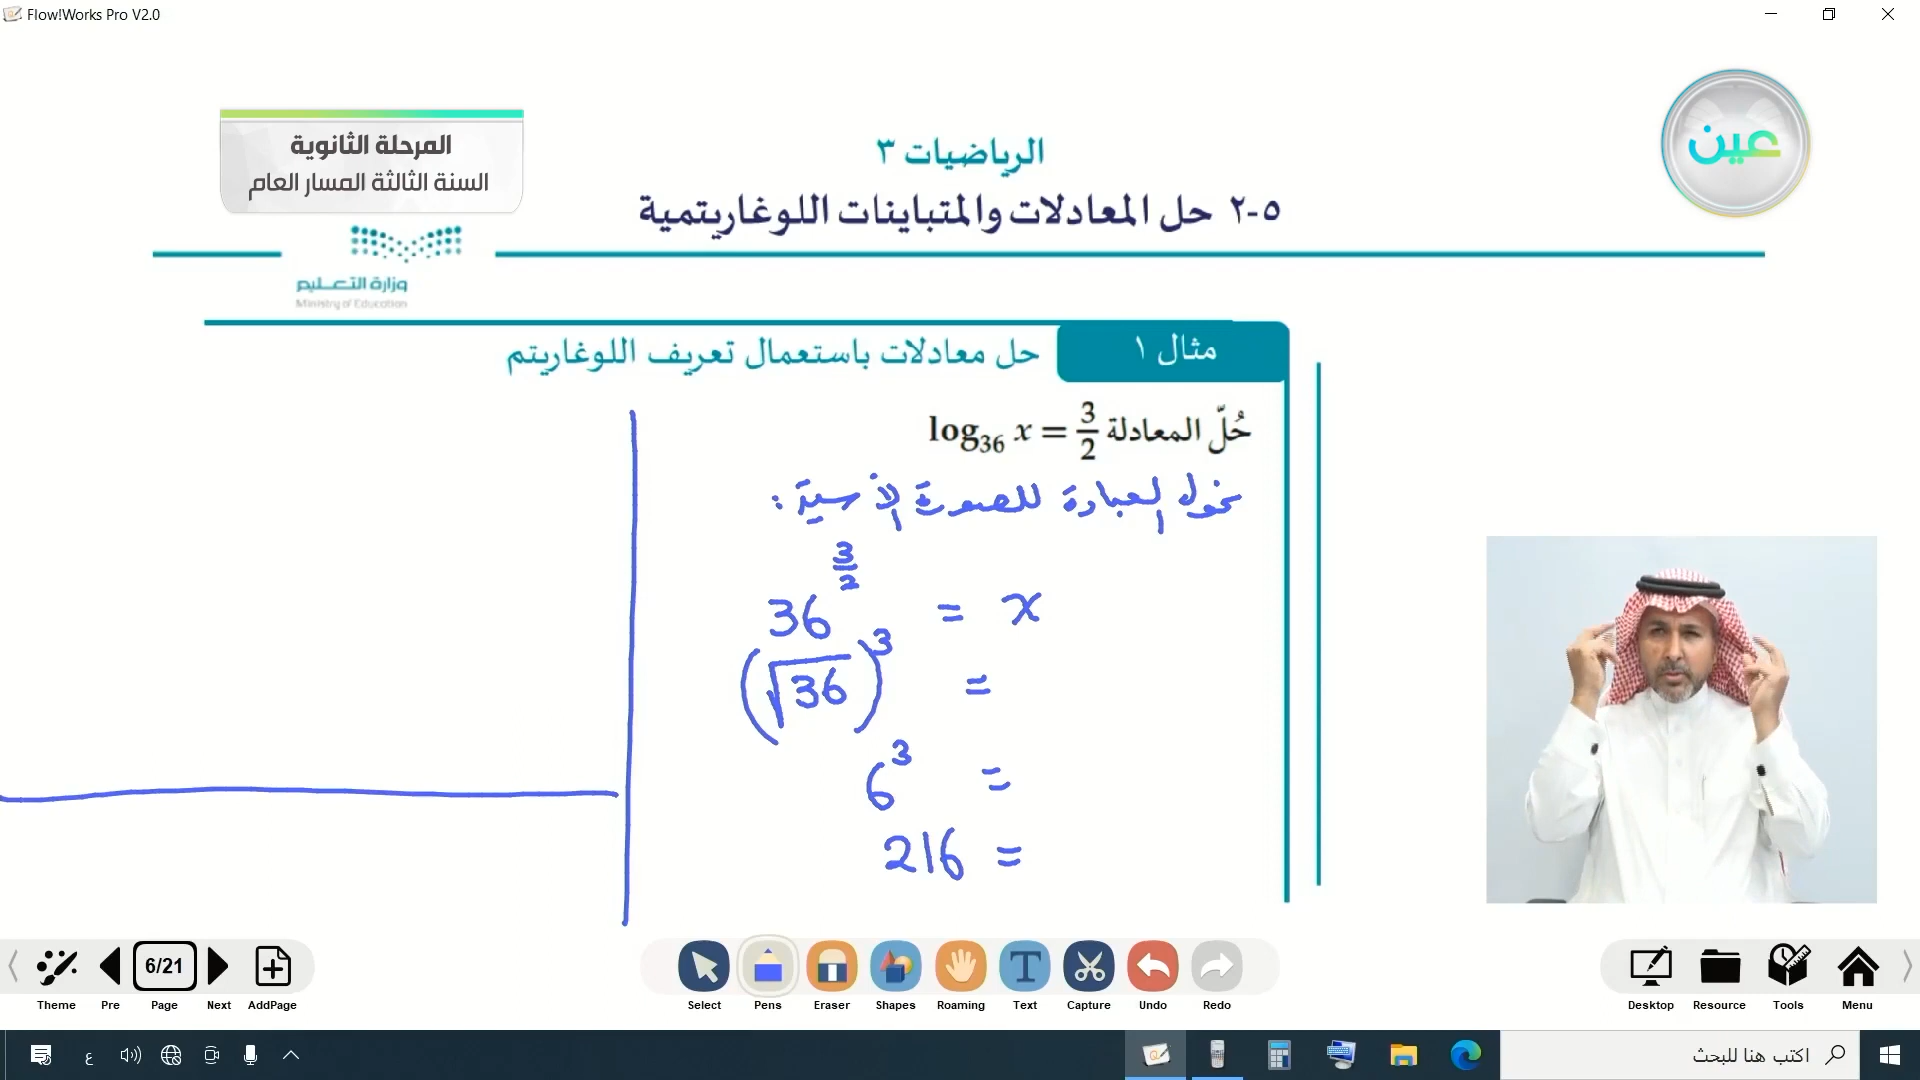 Flow!Works Pro V2.0
عين
المرحلة الثانوية
السنة الثالثة المسار العام
الرياضيات ٣
٥-٢ حل المعادلات والمتباينات اللوغاريتمية
وزارة التعليم
Ministry of Education
مثال ١
حل معادلات باستعمال تعريف اللوغاريتم
حُلّ المعادلة log₃₆ x = 3/2
نحول العبارة للصورة الأسية :
36^(3/2) = x
(√36)^3 =
6^3 =
216 =
6/21
Theme Pre Page Next AddPage
Select Pens Eraser Shapes Roaming Text Capture Undo Redo
Desktop Resource Tools Menu
ع
اكتب هنا للبحث